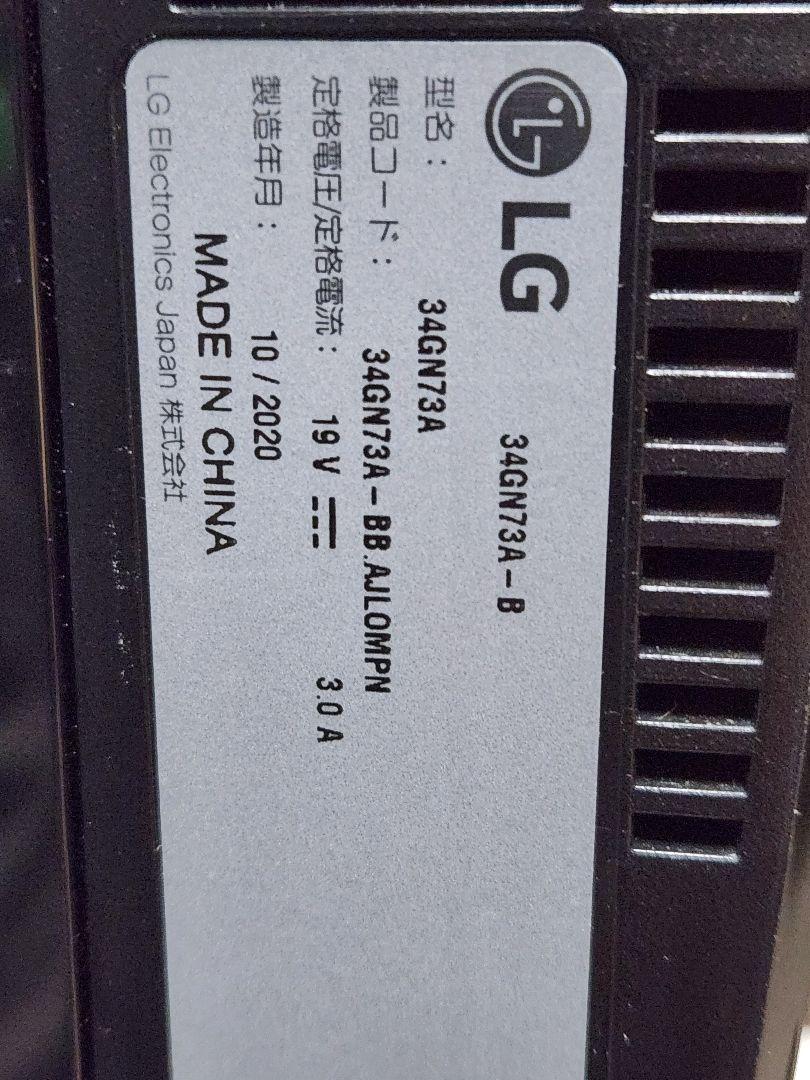 LG 34GN73A-B
型名： 34GN73A
製品コード： 34GN73A-BB.AJLOMPN
定格電圧/定格電流： 19 V 3.0 A
製造年月： 10 / 2020
MADE IN CHINA
LG Electronics Japan 株式会社